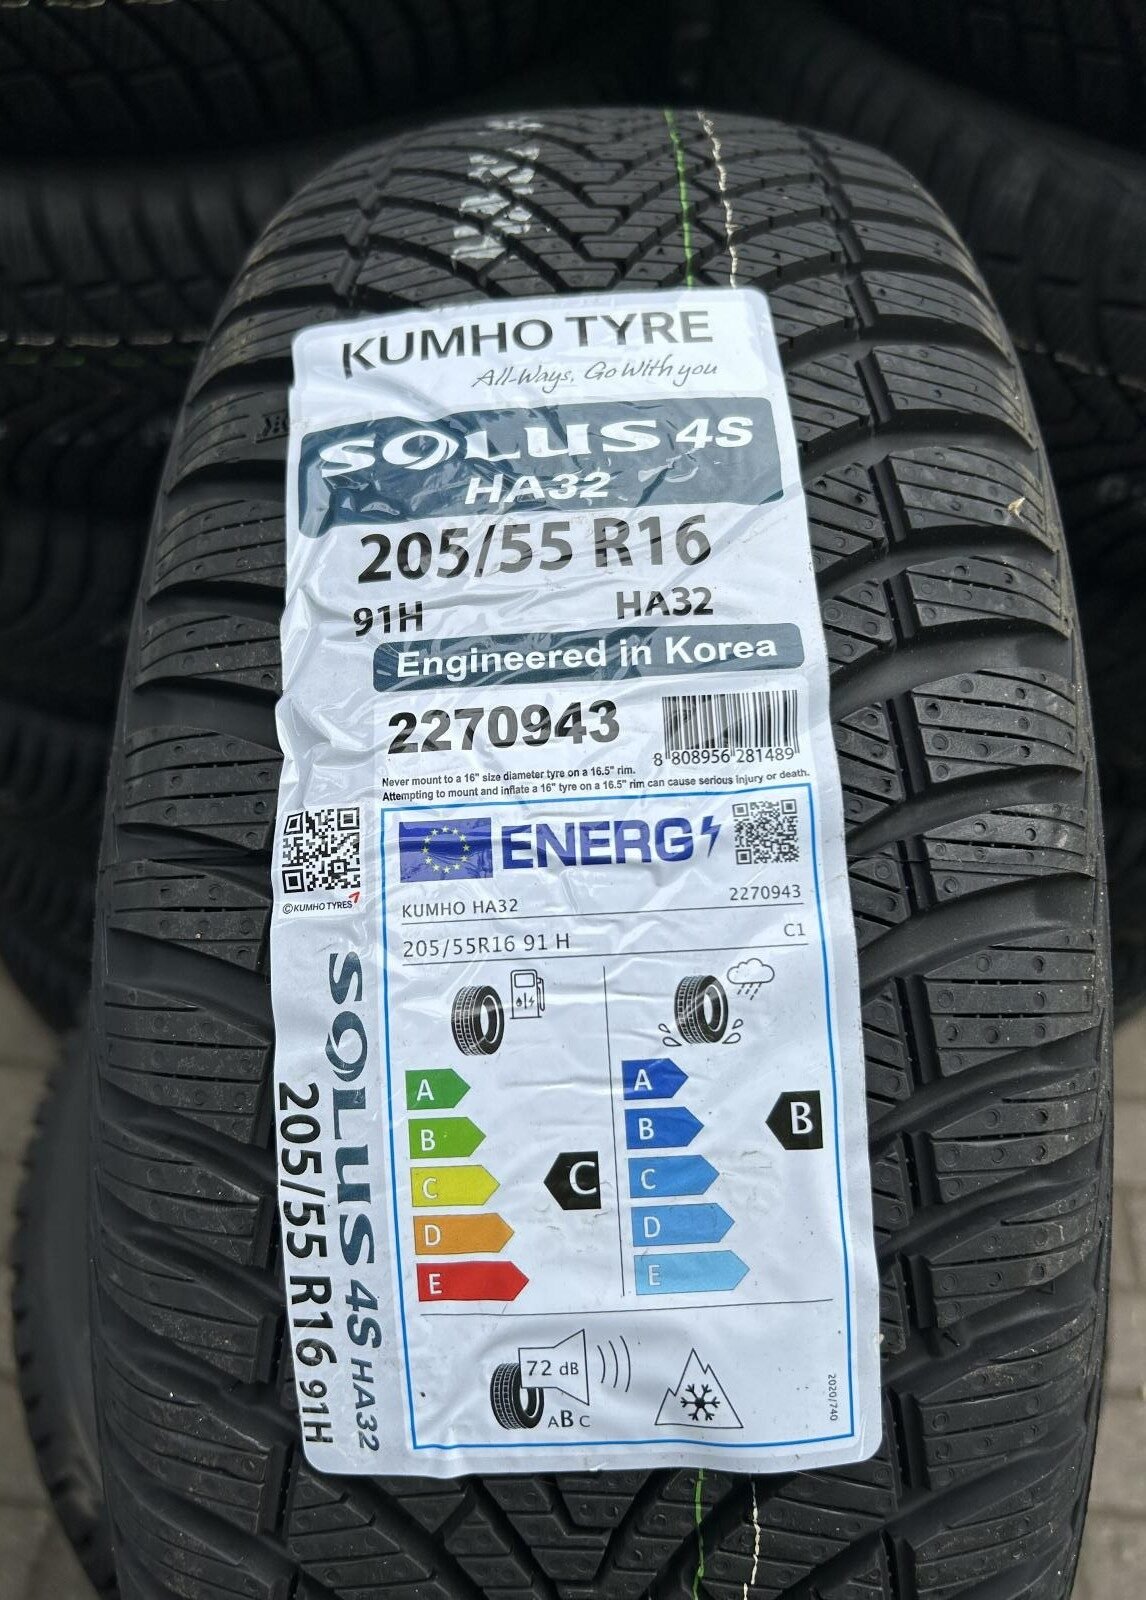 KUMHO TYRE
All-Ways, Go With you
SOLUS 4S
HA32
205/55 R16
91H HA32
Engineered in Korea
2270943
8 808956 281489
Never mount to a 16" size diameter tyre on a 16.5" rim.
Attempting to mount and inflate a 16" tyre on a 16.5" rim can cause serious injury or death.
ENERG
KUMHO HA32 2270943
205/55R16 91 H C1
A
B
C
D
E
C
A
B
C
D
E
B
72 dB
ABC
2020/740
©KUMHO TYRES
SOLUS 4S HA32
205/55 R16 91H